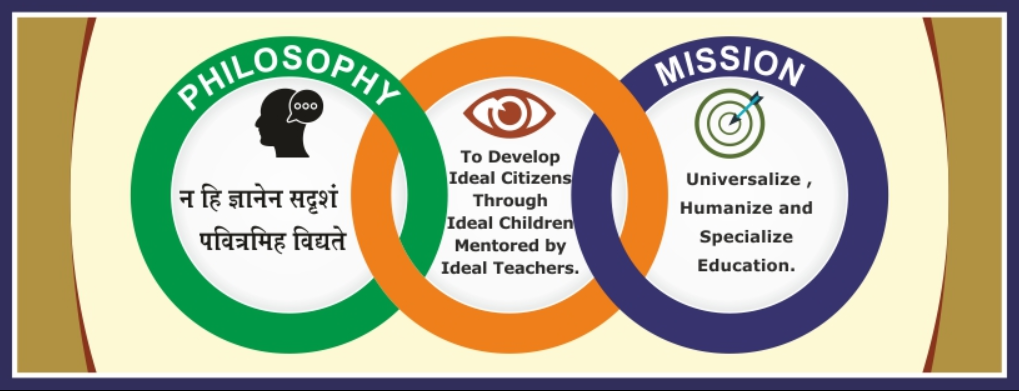 PHILOSOPHY
न हि ज्ञानेन सदृशं
पवित्रमिह विद्यते
To Develop
Ideal Citizens
Through
Ideal Children
Mentored by
Ideal Teachers.
MISSION
Universalize ,
Humanize and
Specialize
Education.